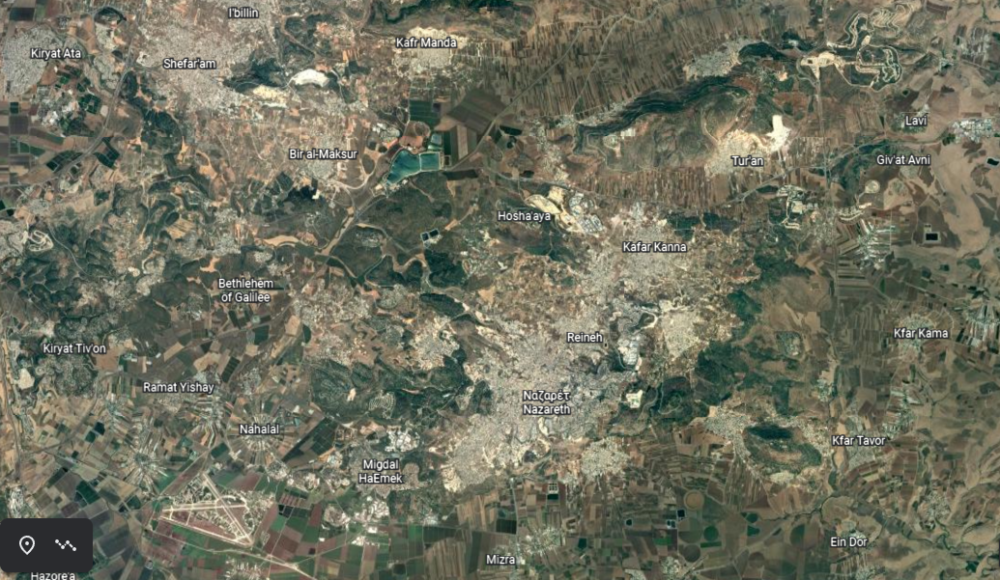 I'billin
Kafr Manda
Kiryat Ata
Shefar'am
Lavi
Bir al-Maksur
Tur'an
Giv'at Avni
Hosha'aya
Kafar Kanna
Bethlehem
of Galilee
Kfar Kama
Reineh
Kiryat Tiv'on
Ramat Yishay
Ναζαρέτ
Nazareth
Nahalal
Kfar Tavor
Migdal
HaEmek
Ein Dor
Mizra
Hazore'a